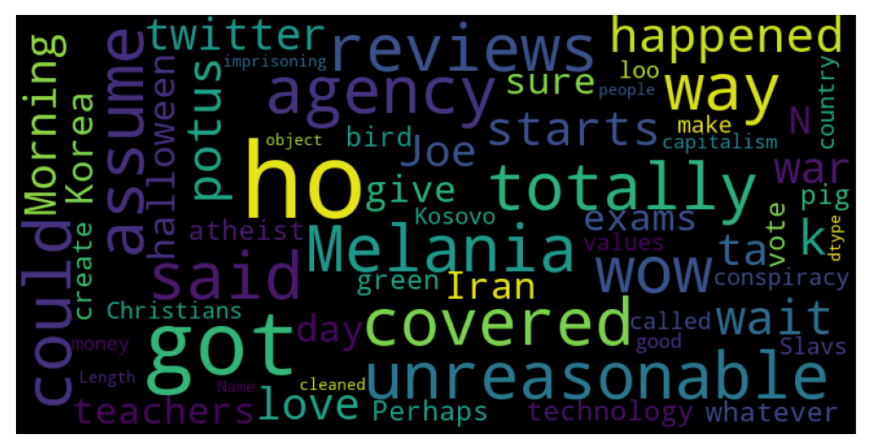 twitter
reviews
happened
Morning
imprisoning
assume
halloween
potus
agency
sure
loo
people
way
country
Korea
object
bird
Joe
starts
make
capitalism
N
ho
give
totally
war
pig
could
create
atheist
Kosovo
exams
vote
k
dtype
said
Melania
values
ta
green
Iran
wow
conspiracy
Christians
got
day
covered
called
wait
money
good
Slavs
Length
Name
cleaned
unreasonable
teachers
love
Perhaps
technology
whatever